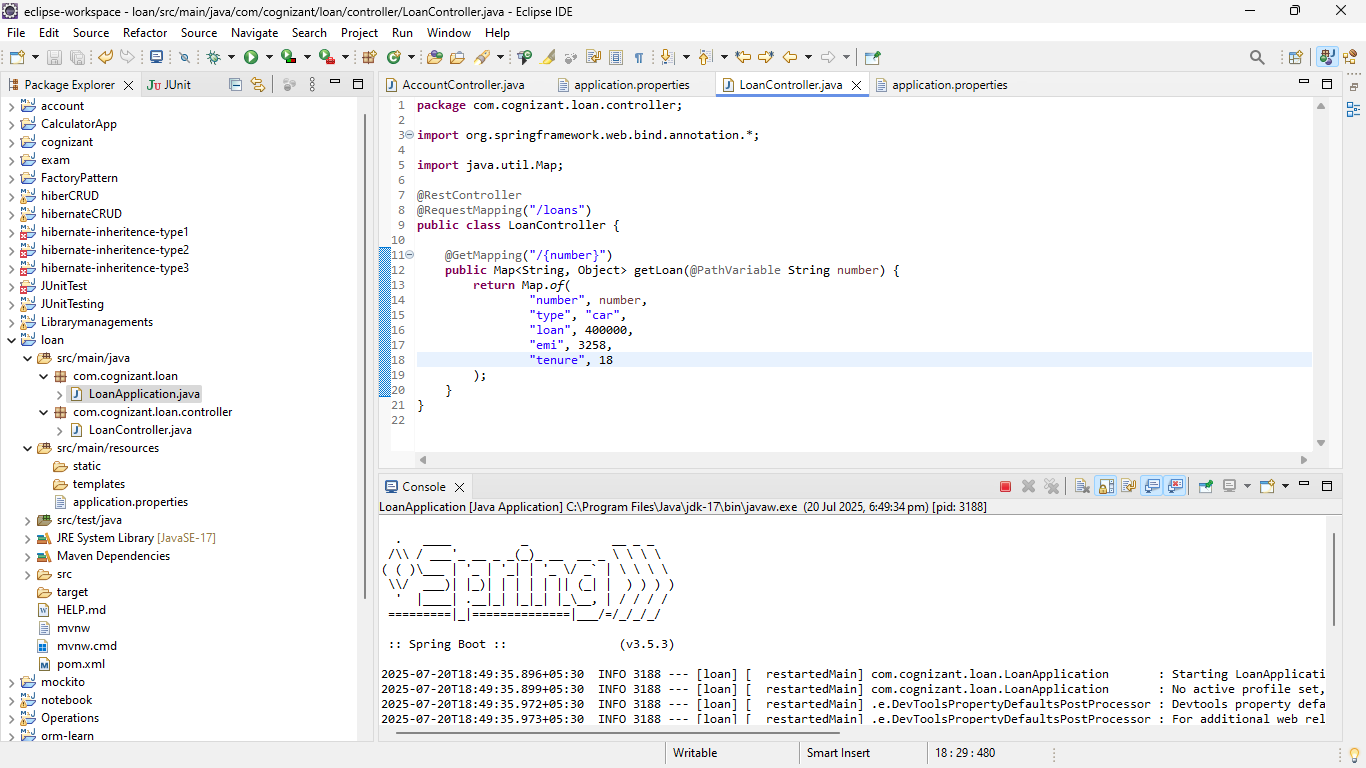 eclipse-workspace - loan/src/main/java/com/cognizant/loan/controller/LoanController.java - Eclipse IDE
File Edit Source Refactor Source Navigate Search Project Run Window Help
Package Explorer JUnit
account
CalculatorApp
cognizant
exam
FactoryPattern
hiberCRUD
hibernateCRUD
hibernate-inheritence-type1
hibernate-inheritence-type2
hibernate-inheritence-type3
JUnitTest
JUnitTesting
Librarymanagements
loan
src/main/java
com.cognizant.loan
LoanApplication.java
com.cognizant.loan.controller
LoanController.java
src/main/resources
static
templates
application.properties
src/test/java
JRE System Library [JavaSE-17]
Maven Dependencies
src
target
HELP.md
mvnw
mvnw.cmd
pom.xml
mockito
notebook
Operations
orm-learn
AccountController.java application.properties LoanController.java application.properties
1 package com.cognizant.loan.controller;
2
3 import org.springframework.web.bind.annotation.*;
4
5 import java.util.Map;
6
7 @RestController
8 @RequestMapping("/loans")
9 public class LoanController {
10
11 @GetMapping("/{number}")
12 public Map<String, Object> getLoan(@PathVariable String number) {
13 return Map.of(
14 "number", number,
15 "type", "car",
16 "loan", 400000,
17 "emi", 3258,
18 "tenure", 18
19 );
20 }
21 }
22
Console
LoanApplication [Java Application] C:\Program Files\Java\jdk-17\bin\javaw.exe (20 Jul 2025, 6:49:34 pm) [pid: 3188]
Spring
:: Spring Boot :: (v3.5.3)
2025-07-20T18:49:35.896+05:30 INFO 3188 --- [loan] [ restartedMain] com.cognizant.loan.LoanApplication : Starting LoanApplicati
2025-07-20T18:49:35.899+05:30 INFO 3188 --- [loan] [ restartedMain] com.cognizant.loan.LoanApplication : No active profile set,
2025-07-20T18:49:35.972+05:30 INFO 3188 --- [loan] [ restartedMain] .e.DevToolsPropertyDefaultsPostProcessor : Devtools property defa
2025-07-20T18:49:35.973+05:30 INFO 3188 --- [loan] [ restartedMain] .e.DevToolsPropertyDefaultsPostProcessor : For additional web rel
Writable Smart Insert 18 : 29 : 480